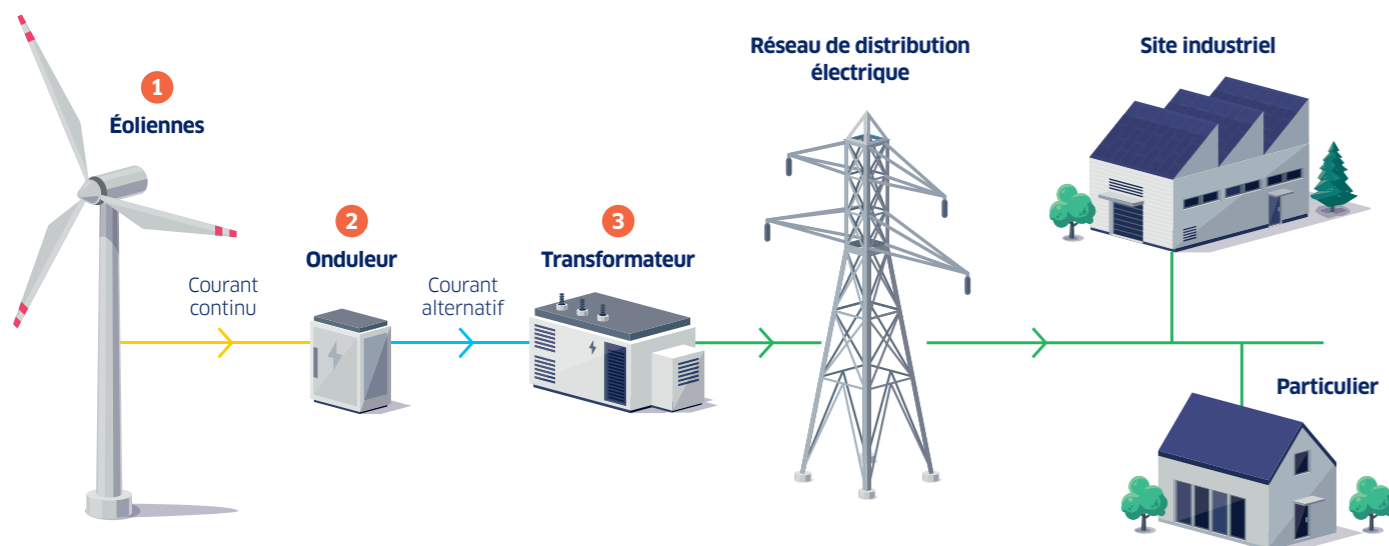 1
Éoliennes
Courant
continu
2
Onduleur
Courant
alternatif
3
Transformateur
Réseau de distribution
électrique
Site industriel
Particulier